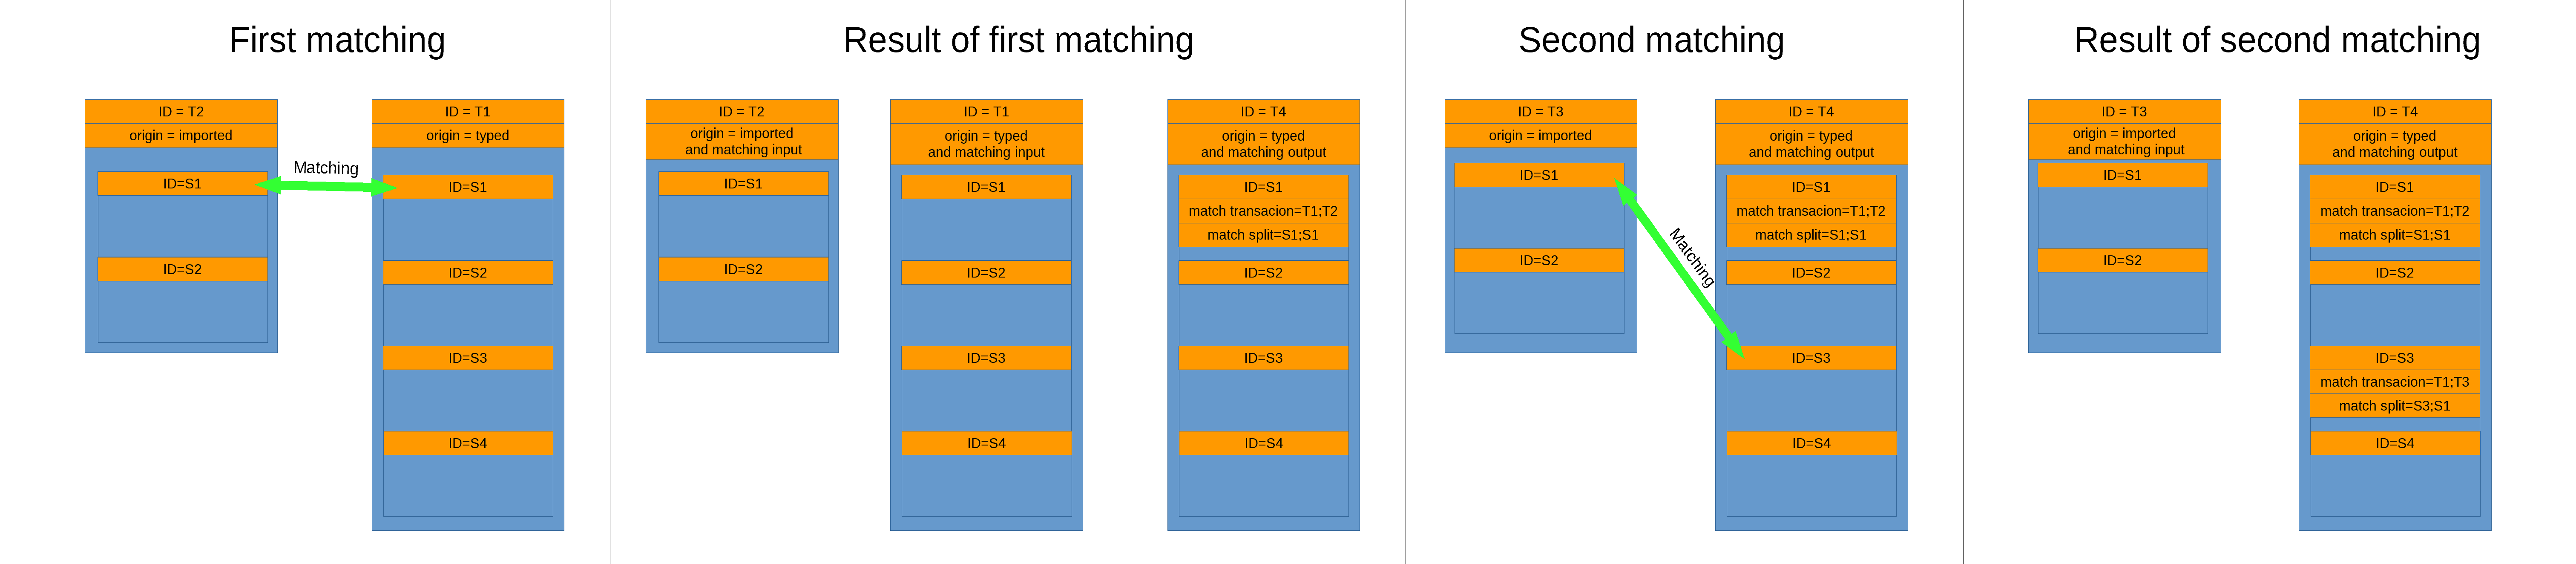 First matching
ID = T2
origin = imported
ID=S1
ID=S2
Matching
ID = T1
origin = typed
ID=S1
ID=S2
ID=S3
ID=S4
Result of first matching
ID = T2
origin = imported
and matching input
ID=S1
ID=S2
ID = T1
origin = typed
and matching input
ID=S1
ID=S2
ID=S3
ID=S4
ID = T4
origin = typed
and matching output
ID=S1
match transacion=T1;T2
match split=S1;S1
ID=S2
ID=S3
ID=S4
Second matching
ID = T3
origin = imported
ID=S1
ID=S2
Matching
ID = T4
origin = typed
and matching output
ID=S1
match transacion=T1;T2
match split=S1;S1
ID=S2
ID=S3
ID=S4
Result of second matching
ID = T3
origin = imported
and matching input
ID=S1
ID=S2
ID = T4
origin = typed
and matching output
ID=S1
match transacion=T1;T2
match split=S1;S1
ID=S2
ID=S3
match transacion=T1;T3
match split=S3;S1
ID=S4